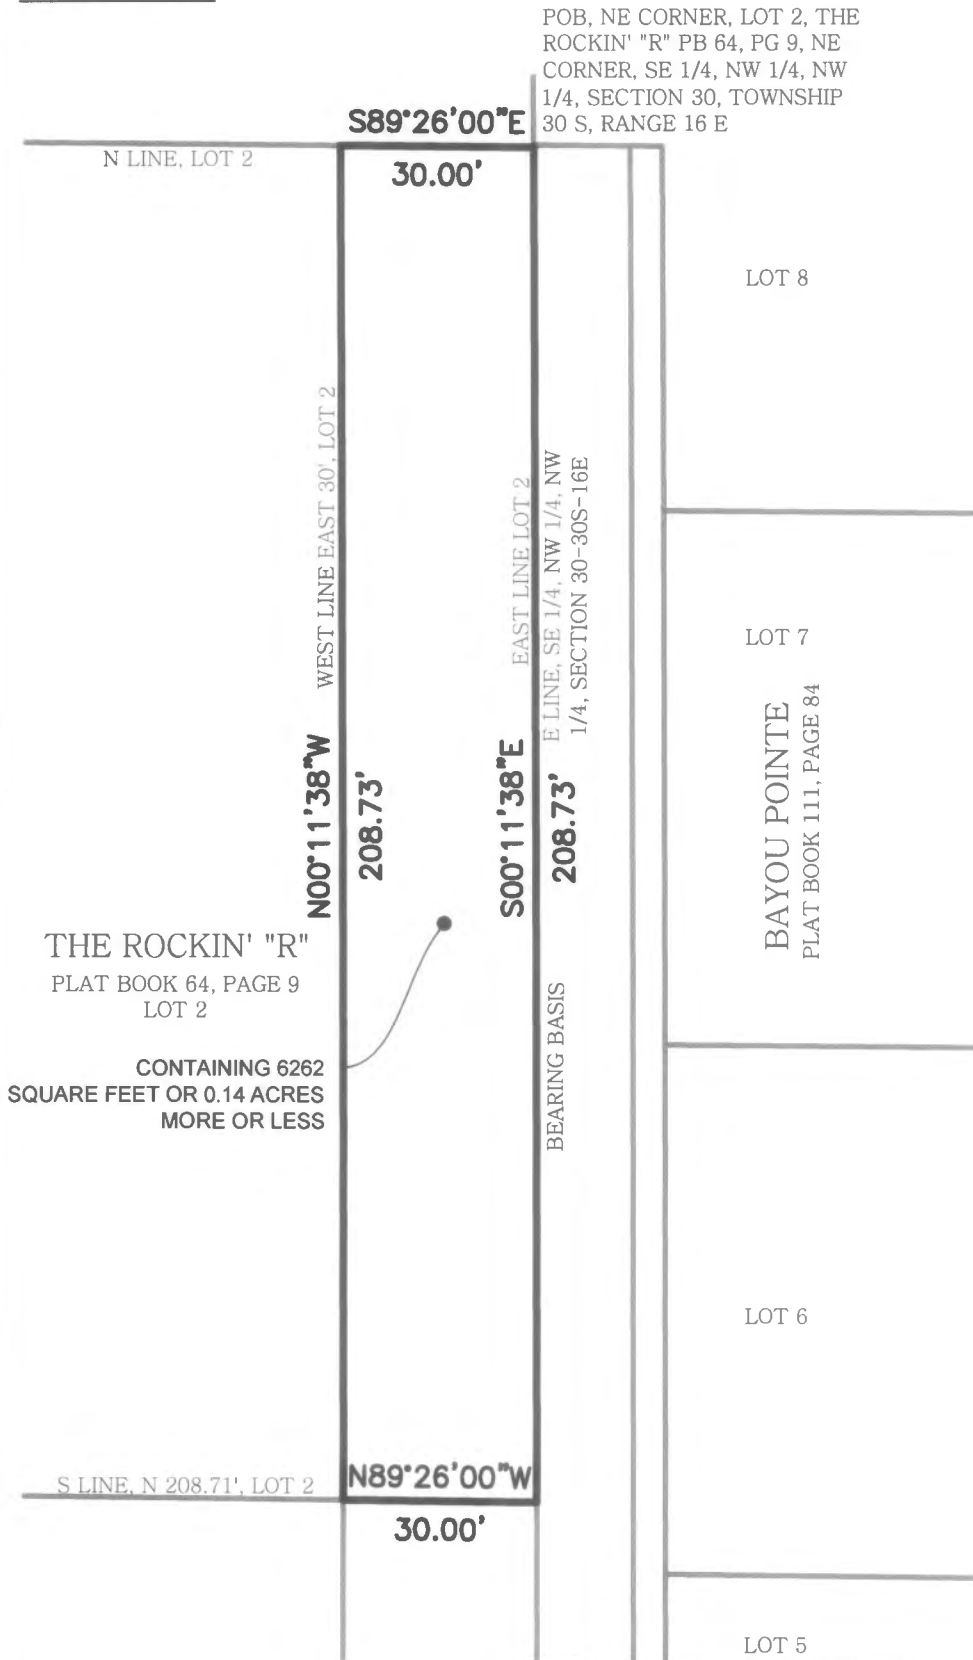 POB, NE CORNER, LOT 2, THE
ROCKIN' "R" PB 64, PG 9, NE
CORNER, SE 1/4, NW 1/4, NW
1/4, SECTION 30, TOWNSHIP
30 S, RANGE 16 E
S89°26'00"E
30.00'
N LINE, LOT 2
LOT 8
WEST LINE EAST 30', LOT 2
EAST LINE LOT 2
E LINE, SE 1/4, NW 1/4, NW
1/4, SECTION 30-30S-16E
LOT 7
BAYOU POINTE
PLAT BOOK 111, PAGE 84
N00°11'38"W
208.73'
S00°11'38"E
208.73'
THE ROCKIN' "R"
PLAT BOOK 64, PAGE 9
LOT 2
CONTAINING 6262
SQUARE FEET OR 0.14 ACRES
MORE OR LESS
BEARING BASIS
LOT 6
S LINE, N 208.71', LOT 2
N89°26'00"W
30.00'
LOT 5